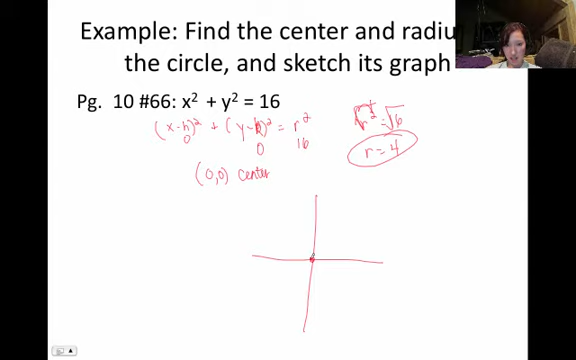 Example: Find the center and radiu
the circle, and sketch its graph
Pg. 10 #66: x² + y² = 16
(x-h)² + (y-k)² = r²
0 0 16
√r² = √16
r = 4
(0,0) center